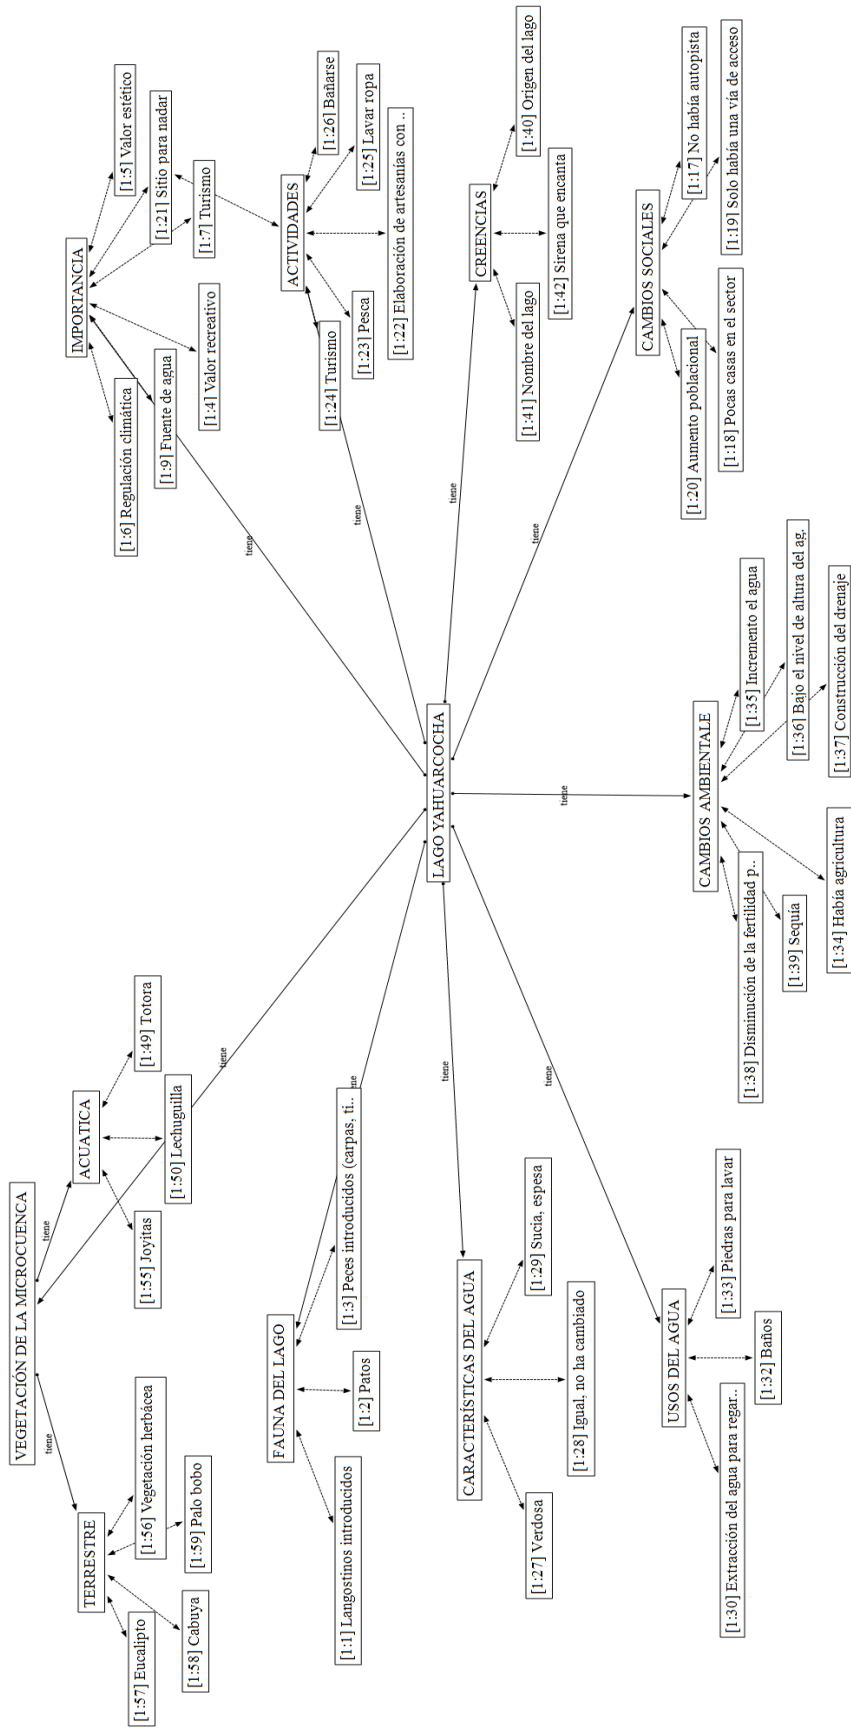 VEGETACIÓN DE LA MICROCUENCA
tiene
tiene
TERRESTRE
[1:57] Eucalipto
[1:58] Cabuya
[1:56] Vegetación herbácea
[1:59] Palo bobo
ACUATICA
[1:55] Joyitas
[1:50] Lechuguilla
[1:49] Totora
tiene
FAUNA DEL LAGO
[1:1] Langostinos introducidos
[1:2] Patos
[1:3] Peces introducidos (carpas, ti..
ene
CARACTERÍSTICAS DEL AGUA
[1:27] Verdosa
[1:28] Igual, no ha cambiado
[1:29] Sucia, espesa
tiene
USOS DEL AGUA
[1:30] Extracción del agua para regar..
[1:32] Baños
[1:33] Piedras para lavar
tiene
LAGO YAHUARCOCHA
tiene
CAMBIOS AMBIENTALE
[1:38] Disminución de la fertilidad p..
[1:39] Sequía
[1:34] Había agricultura
[1:35] Incremento el agua
[1:36] Bajo el nivel de altura del ag.
[1:37] Construcción del drenaje
tiene
IMPORTANCIA
[1:6] Regulación climática
[1:9] Fuente de agua
[1:4] Valor recreativo
[1:5] Valor estético
[1:21] Sitio para nadar
[1:7] Turismo
tiene
ACTIVIDADES
[1:24] Turismo
[1:23] Pesca
[1:22] Elaboración de artesanías con ..
[1:25] Lavar ropa
[1:26] Bañarse
tiene
CREENCIAS
[1:41] Nombre del lago
[1:42] Sirena que encanta
[1:40] Origen del lago
tiene
CAMBIOS SOCIALES
[1:20] Aumento poblacional
[1:18] Pocas casas en el sector
[1:17] No había autopista
[1:19] Solo había una vía de acceso